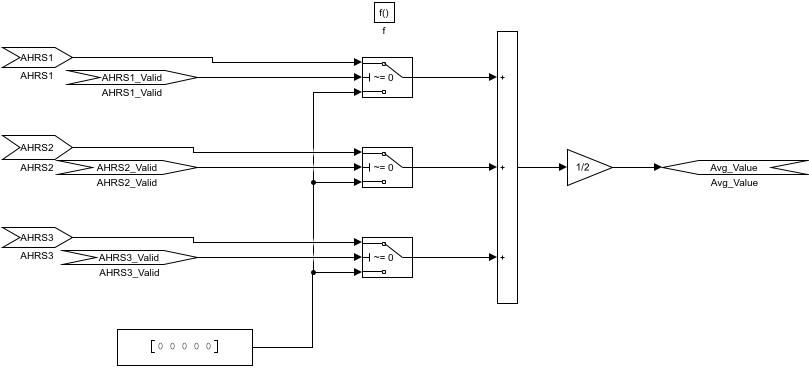 f()
f
AHRS1
AHRS1
AHRS1_Valid
AHRS1_Valid
~= 0
+
AHRS2
AHRS2
AHRS2_Valid
AHRS2_Valid
~= 0
+
1/2
Avg_Value
Avg_Value
AHRS3
AHRS3
AHRS3_Valid
AHRS3_Valid
~= 0
+
[0 0 0 0 0]